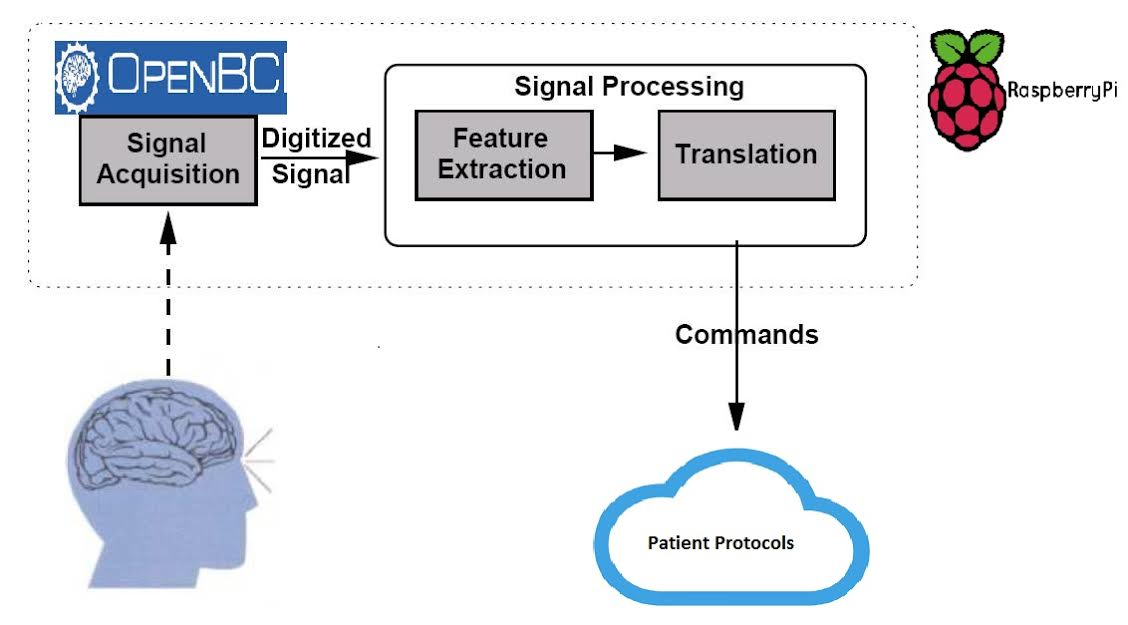 OPENBCI
RaspberryPi
Signal Processing
Signal
Acquisition
Digitized
Signal
Feature
Extraction
Translation
Commands
Patient Protocols